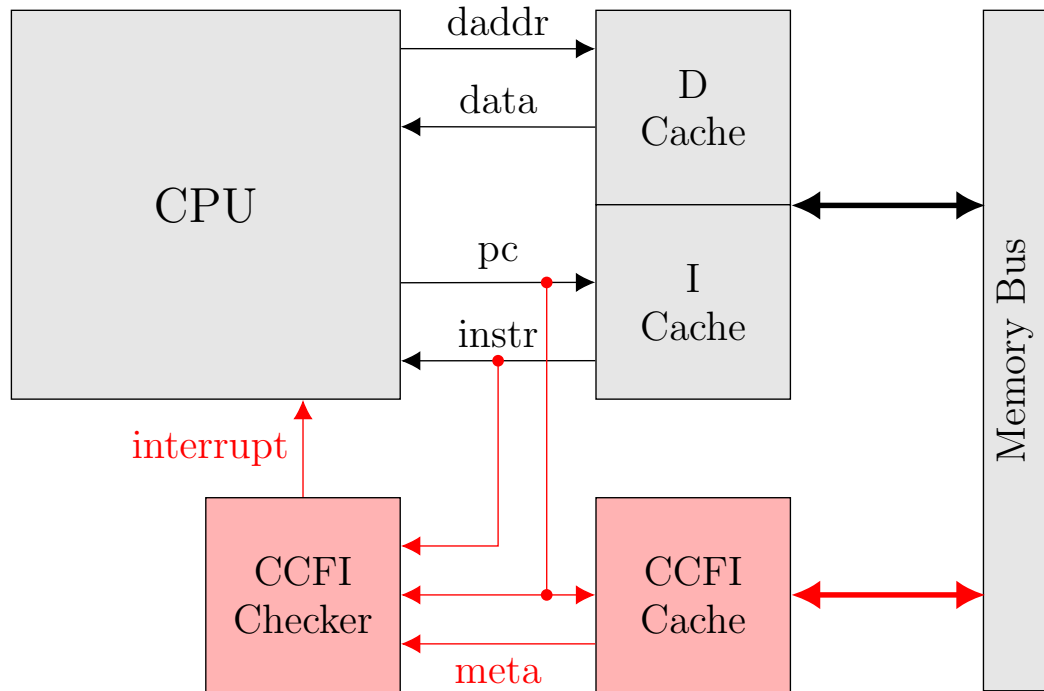 daddr
D
Cache
data
CPU
pc
I
Cache
instr
Memory Bus
interrupt
CCFI
Checker
CCFI
Cache
meta